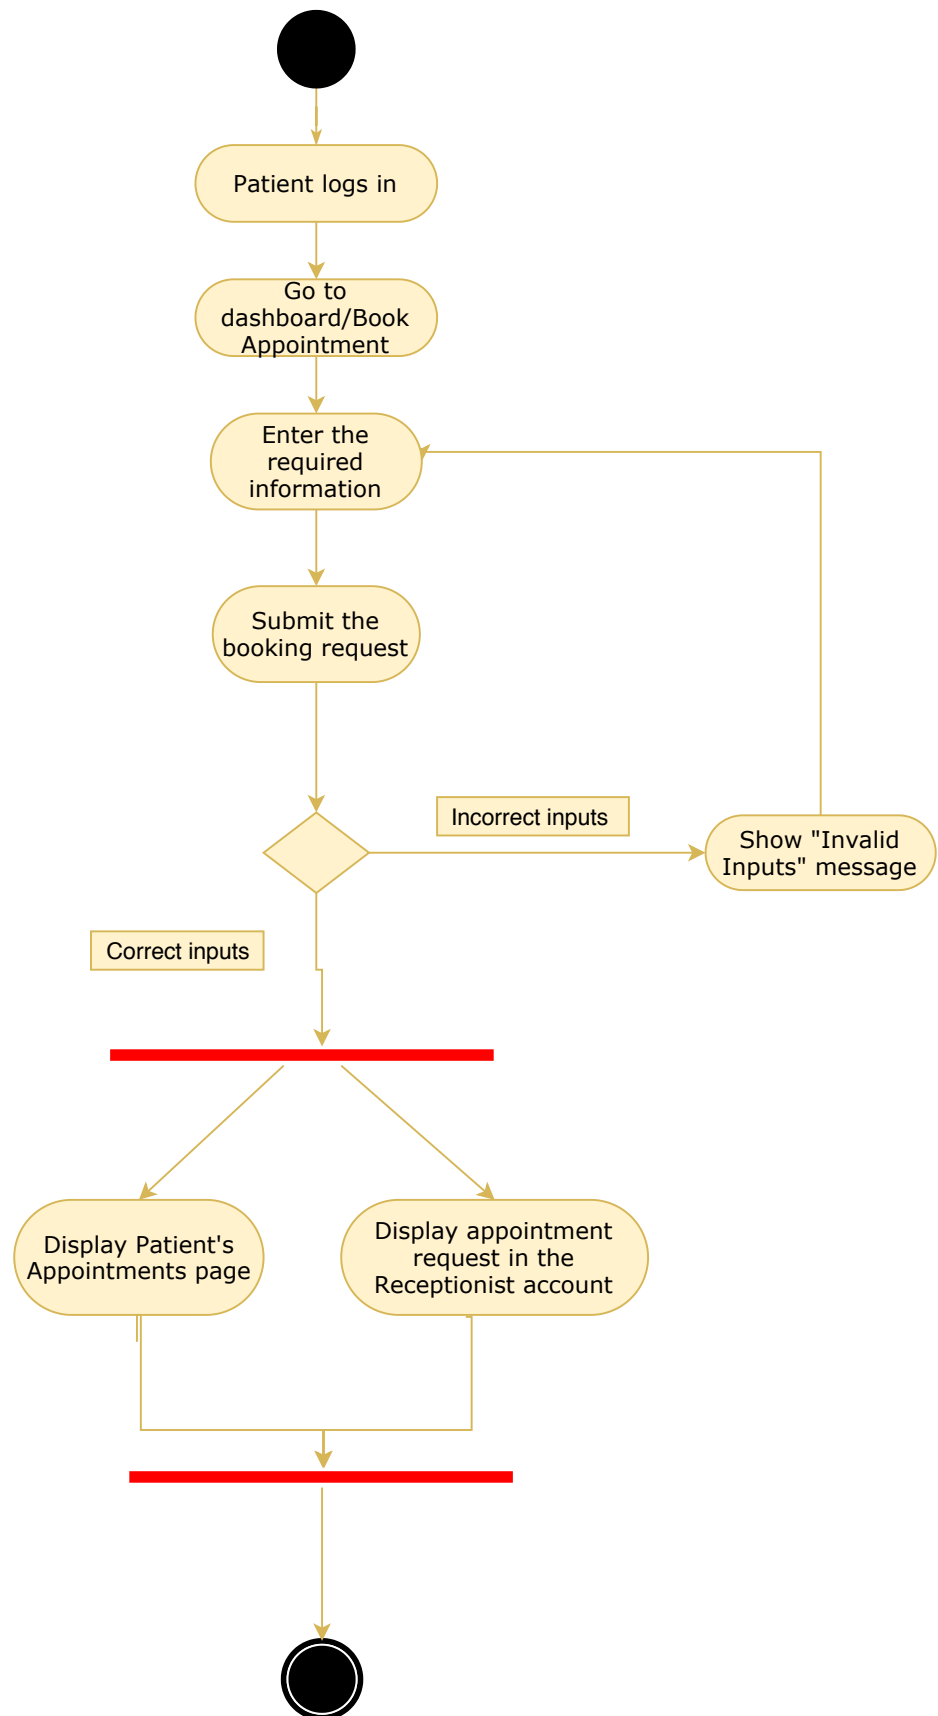 Patient logs in
Go to
dashboard/Book
Appointment
Enter the
required
information
Submit the
booking request
Incorrect inputs
Show "Invalid
Inputs" message
Correct inputs
Display Patient's
Appointments page
Display appointment
request in the
Receptionist account